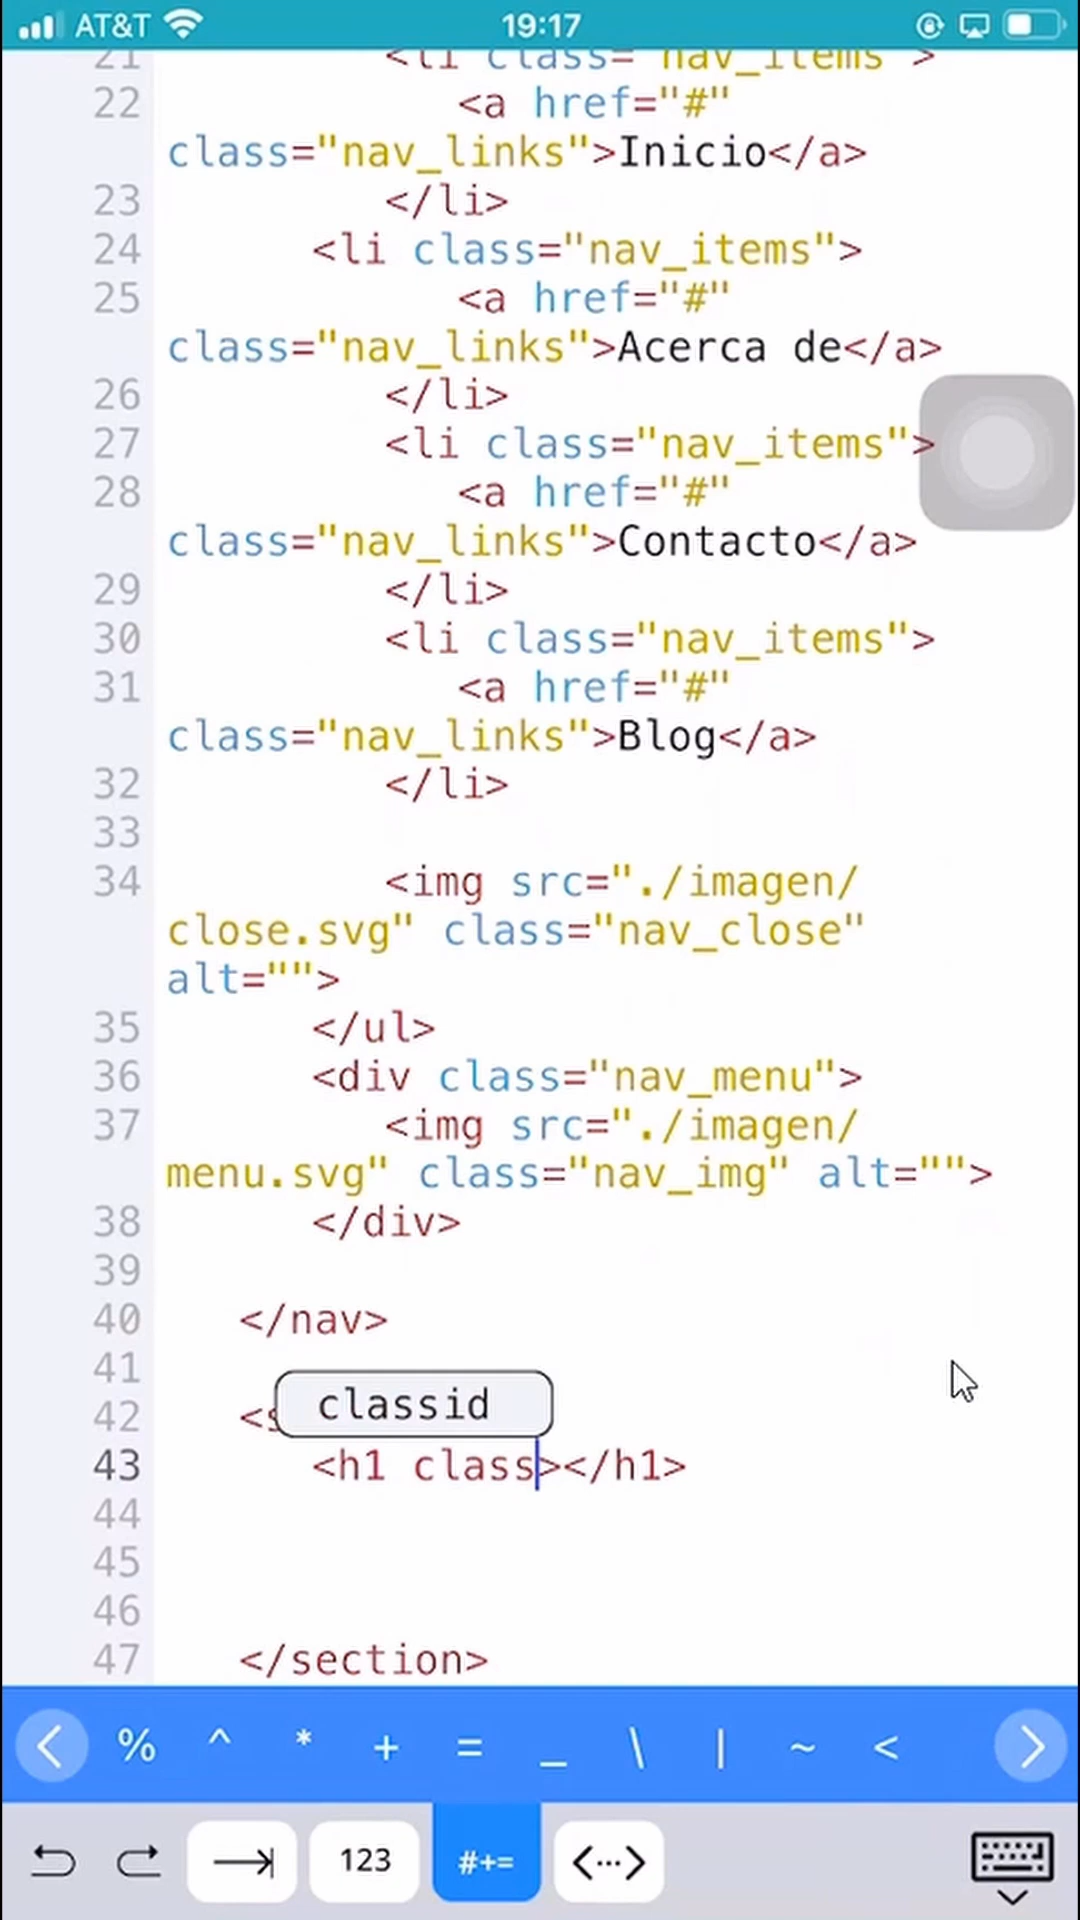 AT&T 19:17
21 <li class="nav_items">
22 <a href="#"
class="nav_links">Inicio</a>
23 </li>
24 <li class="nav_items">
25 <a href="#"
class="nav_links">Acerca de</a>
26 </li>
27 <li class="nav_items">
28 <a href="#"
class="nav_links">Contacto</a>
29 </li>
30 <li class="nav_items">
31 <a href="#"
class="nav_links">Blog</a>
32 </li>
33
34 <img src="./imagen/
close.svg" class="nav_close"
alt="">
35 </ul>
36 <div class="nav_menu">
37 <img src="./imagen/
menu.svg" class="nav_img" alt="">
38 </div>
39
40 </nav>
41
classid
42 <s
43 <h1 class></h1>
44
45
46
47 </section>
% ^ * + = _ \ | ~ <
123 #+= <···>